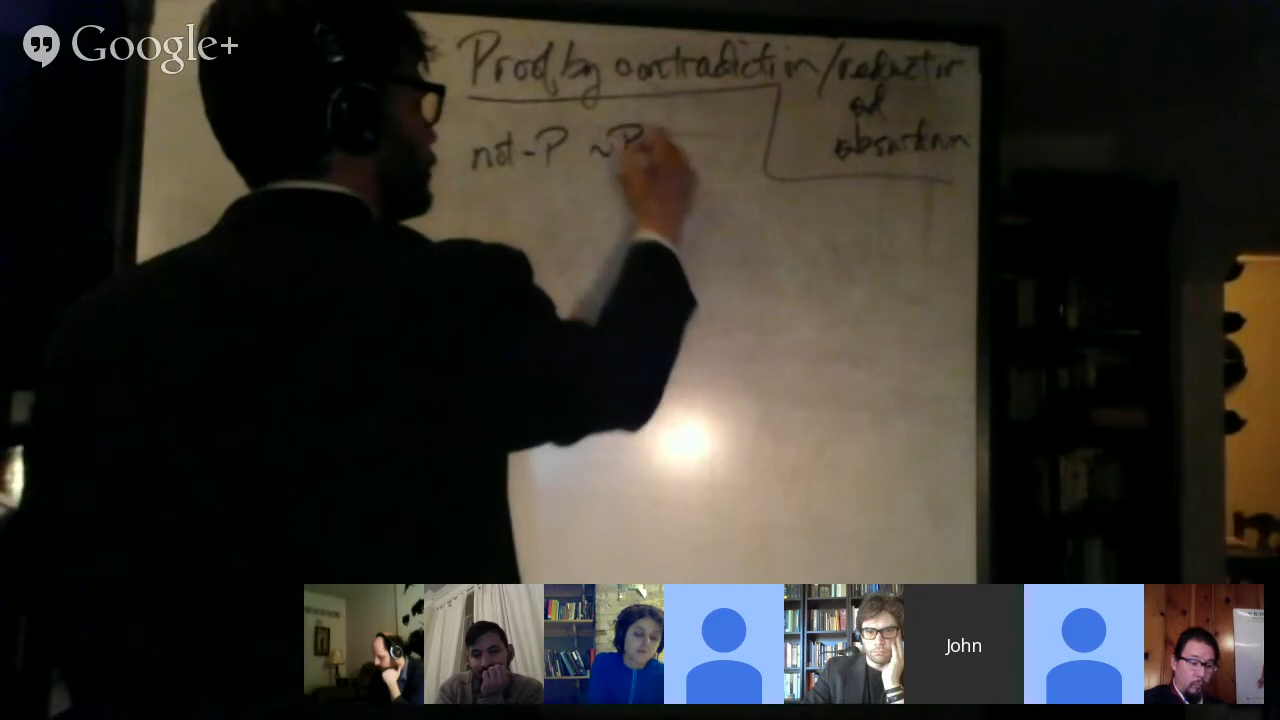 Google+
Proof by contradiction/reductio
ad
absurdum
not-P ~P
John